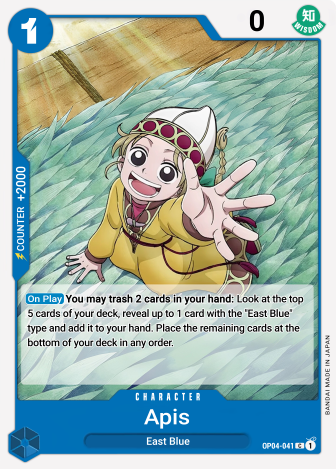 1
0
知
WISDOM
COUNTER +2000
On Play You may trash 2 cards in your hand: Look at the top
5 cards of your deck, reveal up to 1 card with the "East Blue"
type and add it to your hand. Place the remaining cards at the
bottom of your deck in any order.
CHARACTER
Apis
East Blue
OP04-041 C 1
BANDAI MADE IN JAPAN